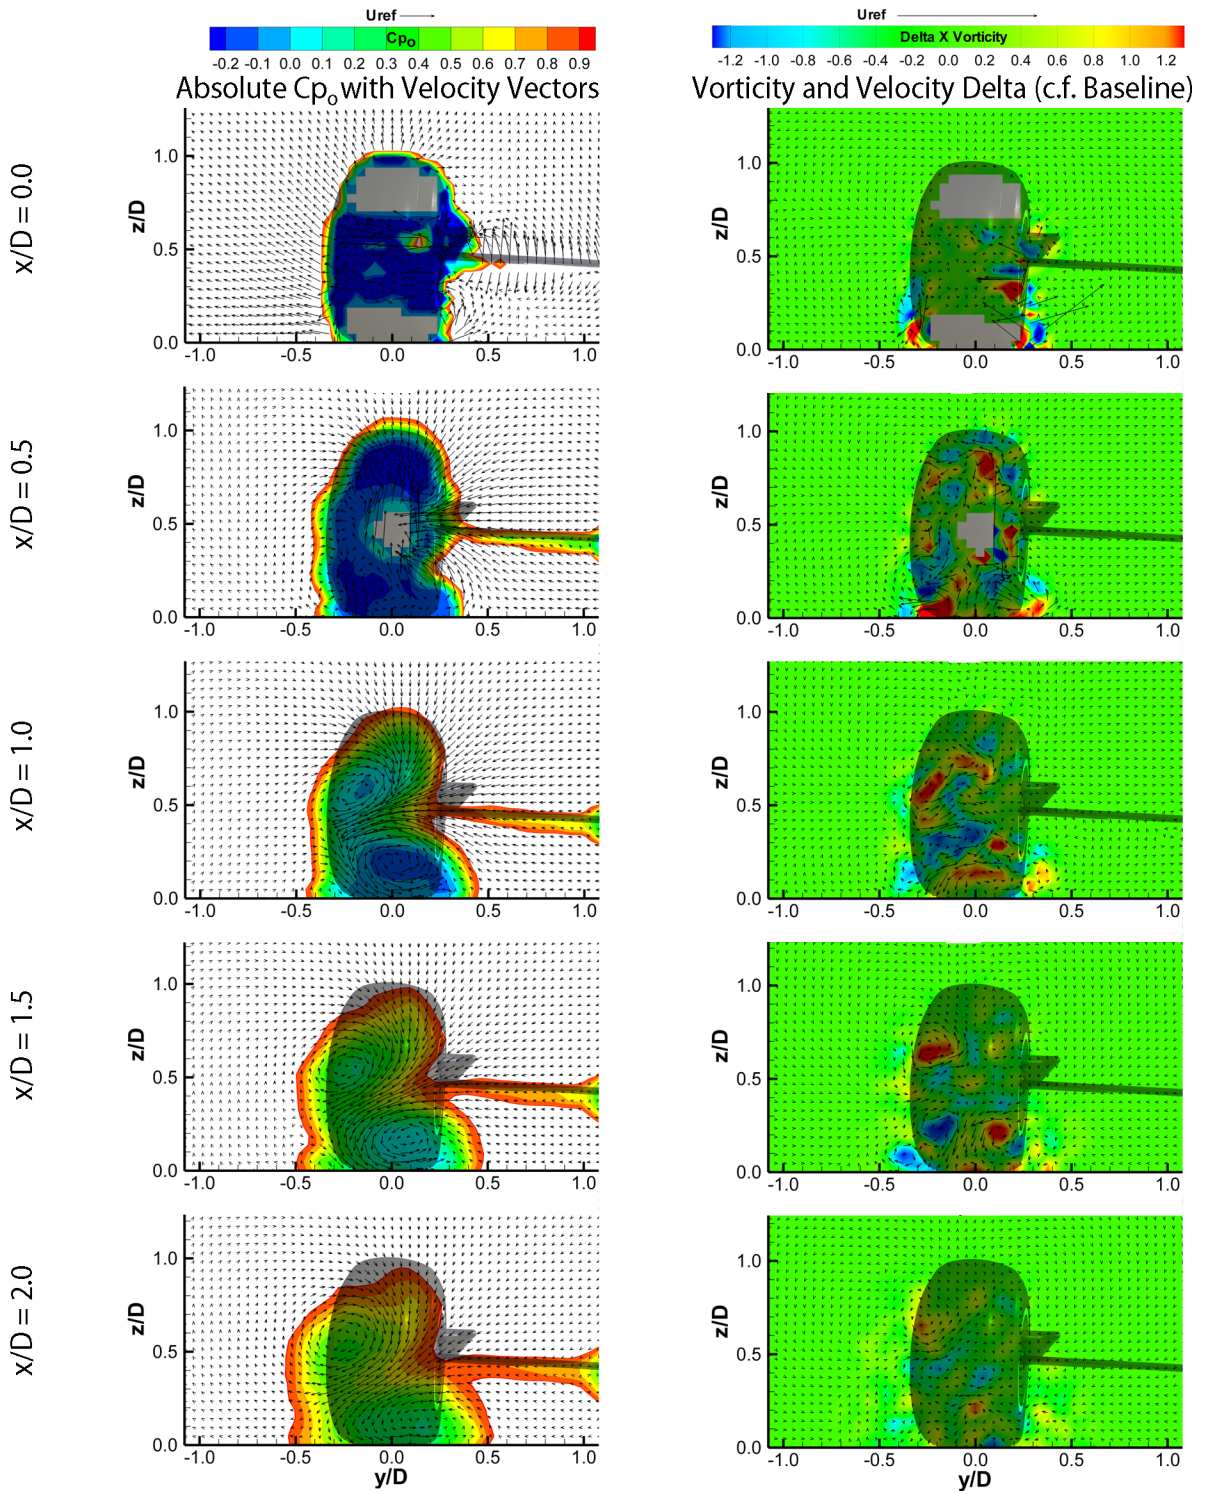 Uref
Cpo
-0.2 -0.1 0.0 0.1 0.2 0.3 0.4 0.5 0.6 0.7 0.8 0.9
Absolute Cpo with Velocity Vectors
Uref
Delta X Vorticity
-1.2 -1.0 -0.8 -0.6 -0.4 -0.2 0.0 0.2 0.4 0.6 0.8 1.0 1.2
Vorticity and Velocity Delta (c.f. Baseline)
x/D = 0.0
z/D
1.0
0.5
0.0
-1.0 -0.5 0.0 0.5 1.0
z/D
1.0
0.5
0.0
-1.0 -0.5 0.0 0.5 1.0
x/D = 0.5
z/D
1.0
0.5
0.0
-1.0 -0.5 0.0 0.5 1.0
z/D
1.0
0.5
0.0
-1.0 -0.5 0.0 0.5 1.0
x/D = 1.0
z/D
1.0
0.5
0.0
-1.0 -0.5 0.0 0.5 1.0
z/D
1.0
0.5
0.0
-1.0 -0.5 0.0 0.5 1.0
x/D = 1.5
z/D
1.0
0.5
0.0
-1.0 -0.5 0.0 0.5 1.0
z/D
1.0
0.5
0.0
-1.0 -0.5 0.0 0.5 1.0
x/D = 2.0
z/D
1.0
0.5
0.0
-1.0 -0.5 0.0 0.5 1.0
y/D
z/D
1.0
0.5
0.0
-1.0 -0.5 0.0 0.5 1.0
y/D